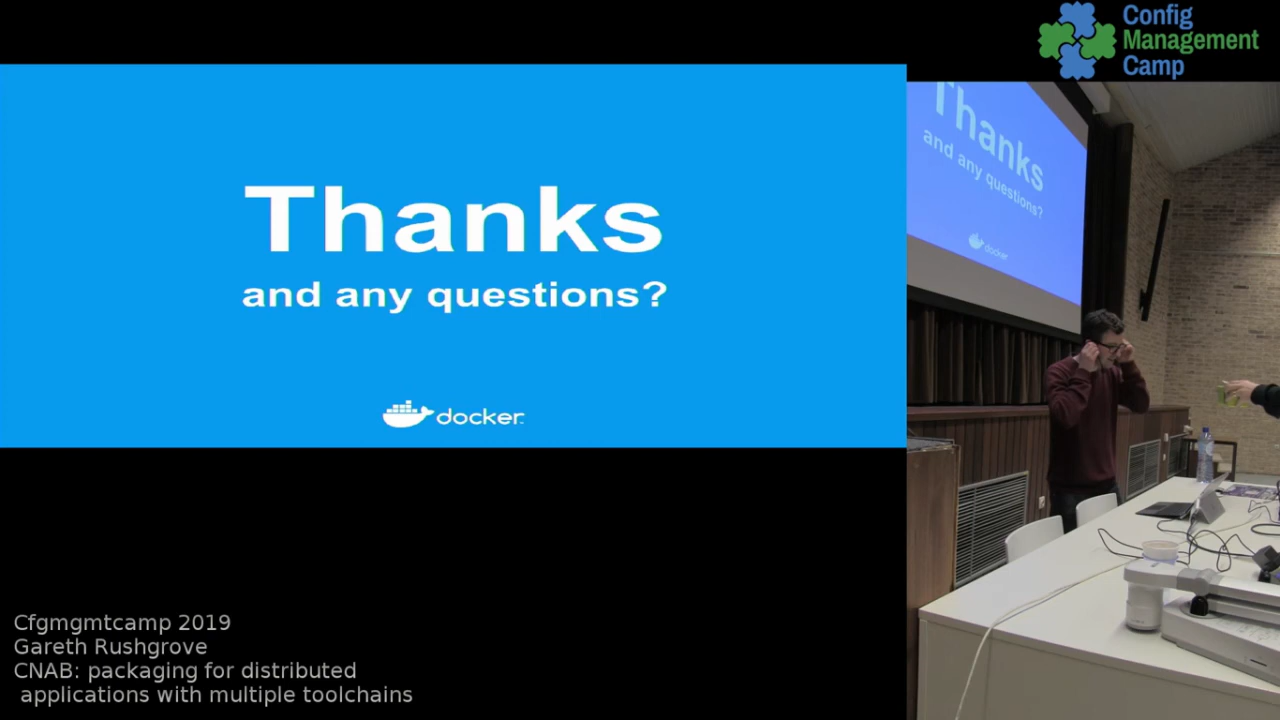 Config
Management
Camp
Thanks
and any questions?
docker
Thanks
and any questions?
docker
Cfgmgmtcamp 2019
Gareth Rushgrove
CNAB: packaging for distributed
applications with multiple toolchains